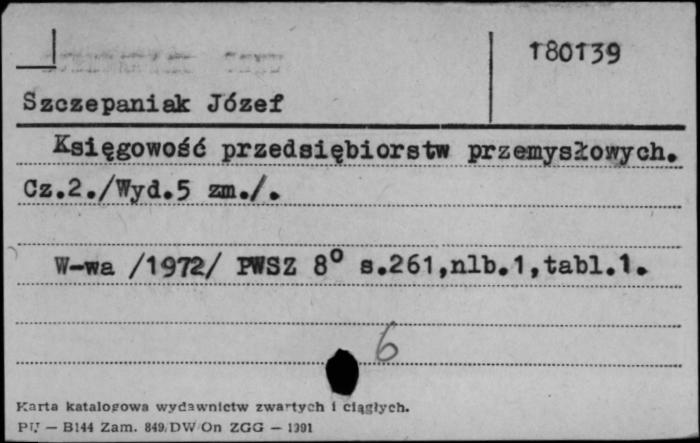 180139
Szczepaniak Józef
Księgowość przedsiębiorstw przemysłowych.
Cz.2./Wyd.5 zm./.
W-wa /1972/ PWSZ 8° s.261,nlb.1,tabl.1.
6
Karta katalogowa wydawnictw zwartych i ciągłych.
PU — B144 Zam. 849/DW/On ZGG — 1391